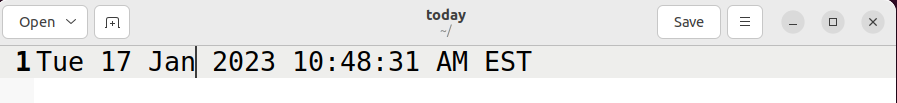 Open
today
~/
Save
1 Tue 17 Jan 2023 10:48:31 AM EST